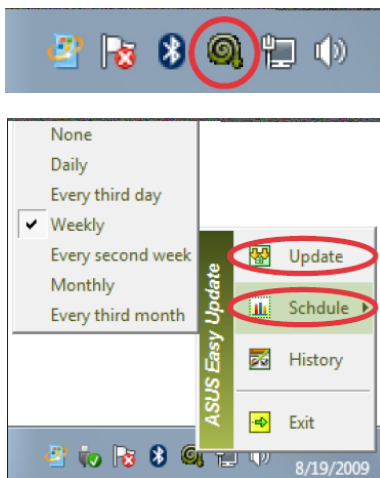 None
Daily
Every third day
Weekly
Every second week
Monthly
Every third month
ASUS Easy Update
Update
Schdule
History
Exit
8/19/2009